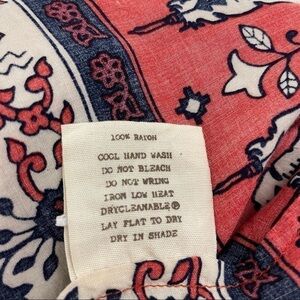 100% RAYON
COOL HAND WASH
DO NOT BLEACH
DO NOT WRING
IRON LOW HEAT
DRYCLEANABLE Ⓟ
LAY FLAT TO DRY
DRY IN SHADE